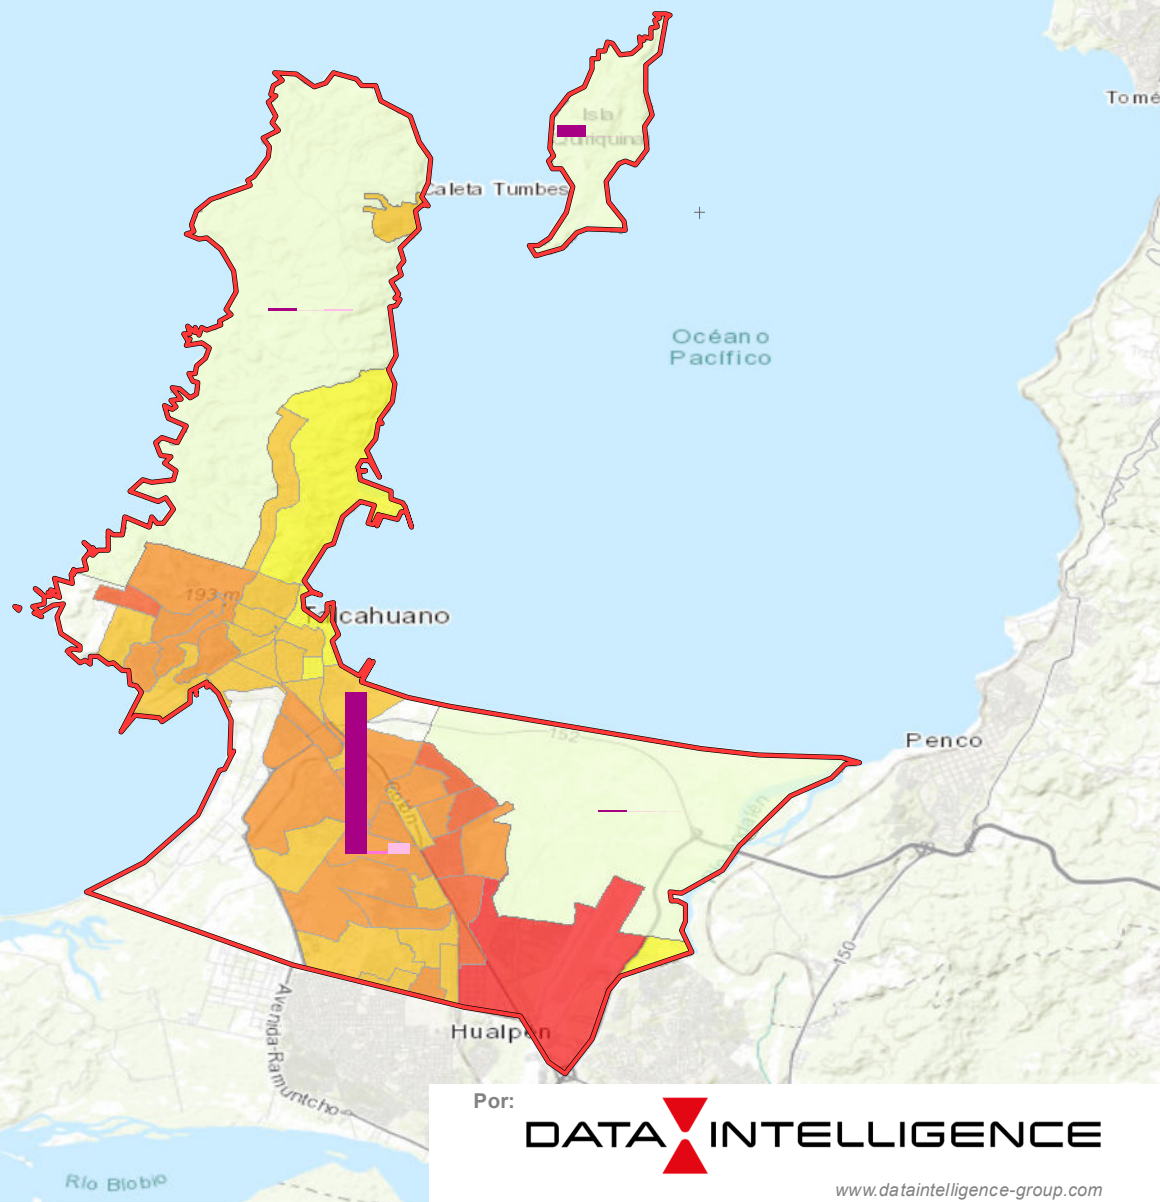 Tomé
Isla
Quiriquina
Caleta Tumbes
Océano
Pacífico
193 m
Talcahuano
152
Penco
150
Hualpén
Avenida Ramuntcho
Río Biobío
Por:
DATA INTELLIGENCE
www.dataintelligence-group.com